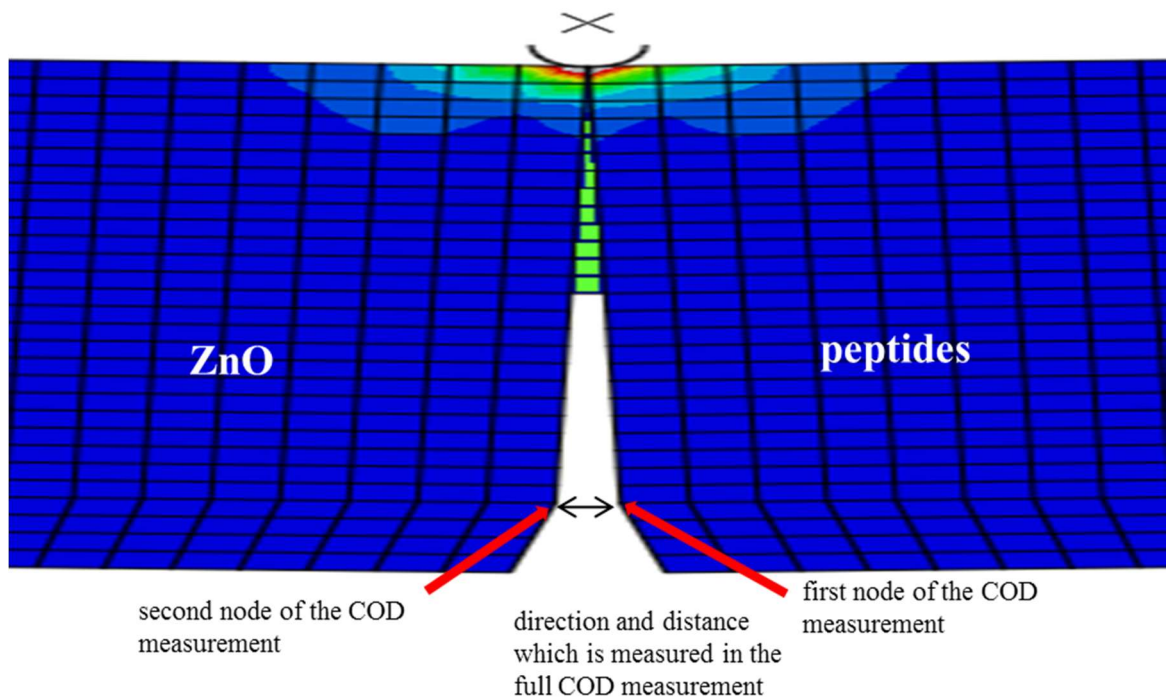 ZnO
peptides
second node of the COD
measurement
direction and distance
which is measured in the
full COD measurement
first node of the COD
measurement